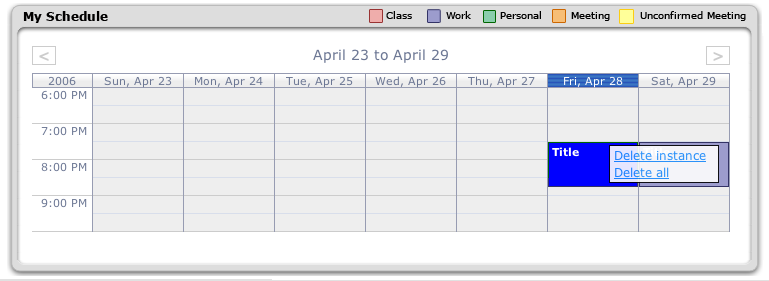 My Schedule
Class Work Personal Meeting Unconfirmed Meeting
< April 23 to April 29 >
2006 Sun, Apr 23 Mon, Apr 24 Tue, Apr 25 Wed, Apr 26 Thu, Apr 27 Fri, Apr 28 Sat, Apr 29
6:00 PM
7:00 PM
Title
Delete instance
8:00 PM
Delete all
9:00 PM